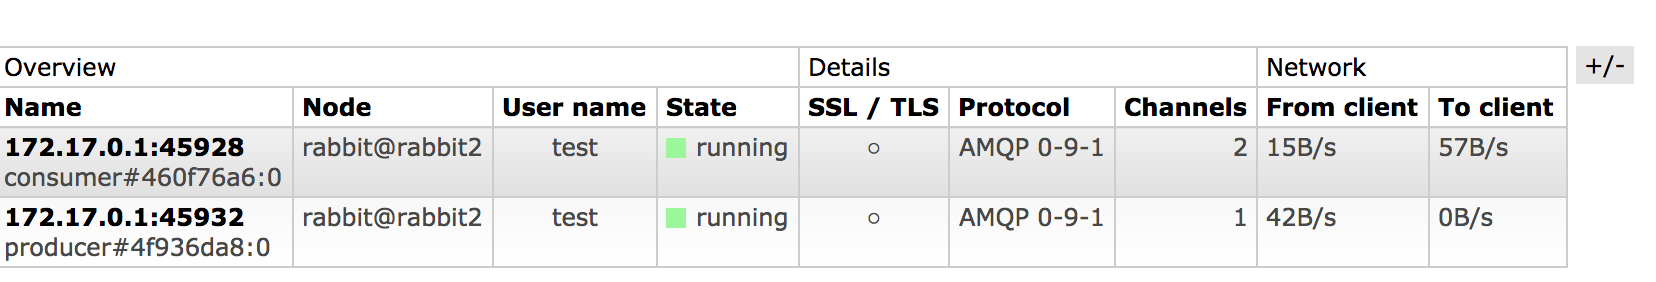 Overview Details Network +/-
Name Node User name State SSL / TLS Protocol Channels From client To client
172.17.0.1:45928 rabbit@rabbit2 test running ○ AMQP 0-9-1 2 15B/s 57B/s
consumer#460f76a6:0
172.17.0.1:45932 rabbit@rabbit2 test running ○ AMQP 0-9-1 1 42B/s 0B/s
producer#4f936da8:0